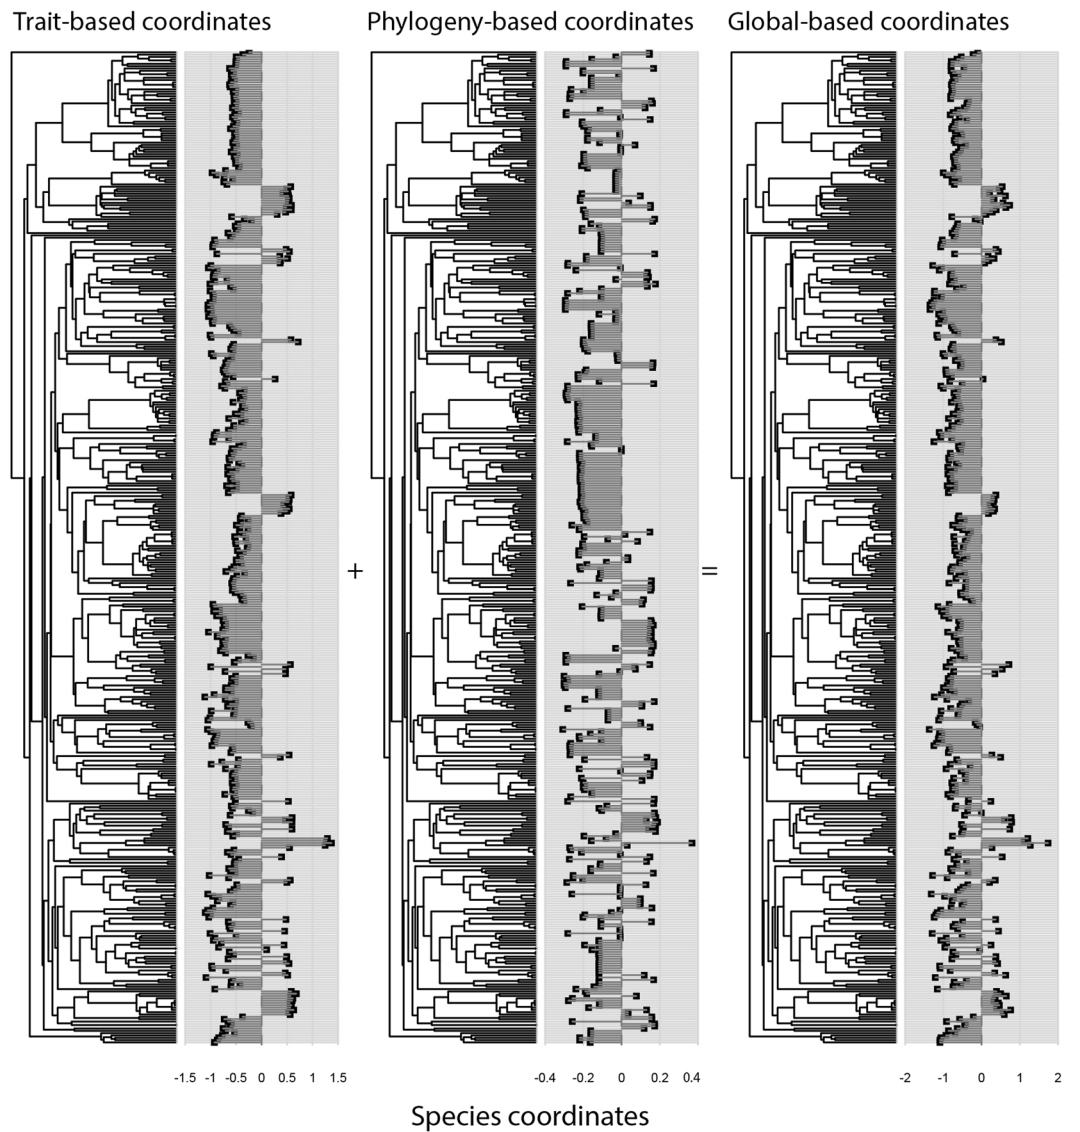 Trait-based coordinates Phylogeny-based coordinates Global-based coordinates
+ =
-1.5 -1 -0.5 0 0.5 1 1.5 -0.4 -0.2 0 0.2 0.4 -2 -1 0 1 2
Species coordinates